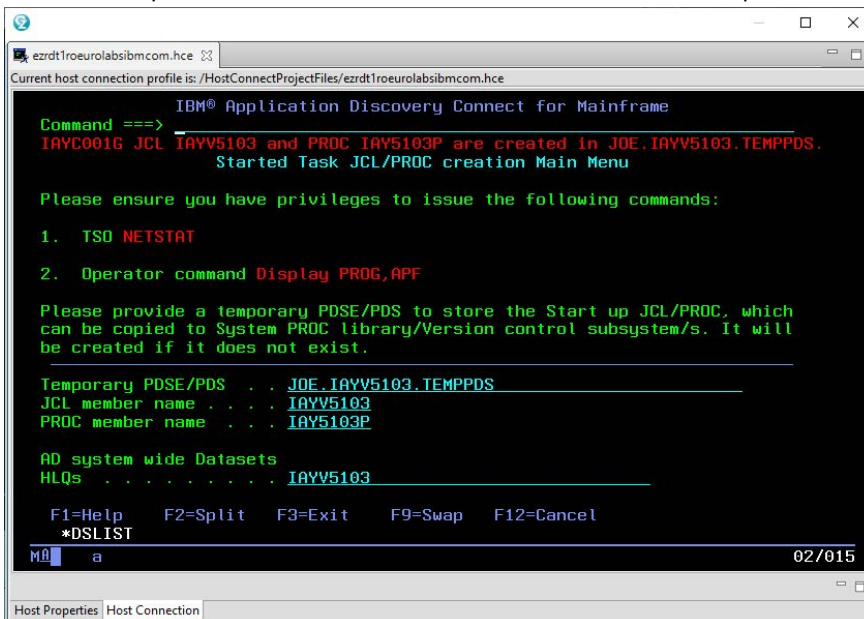 ezrdt1roeurolabsibmcom.hce
Current host connection profile is: /HostConnectProjectFiles/ezrdt1roeurolabsibmcom.hce
IBM® Application Discovery Connect for Mainframe
Command ===>
IAYC001G JCL IAYV5103 and PROC IAY5103P are created in JOE.IAYV5103.TEMPPDS.
Started Task JCL/PROC creation Main Menu
Please ensure you have privileges to issue the following commands:
1. TSO NETSTAT
2. Operator command Display PROG,APF
Please provide a temporary PDSE/PDS to store the Start up JCL/PROC, which
can be copied to System PROC library/Version control subsystem/s. It will
be created if it does not exist.
Temporary PDSE/PDS . . JOE.IAYV5103.TEMPPDS
JCL member name . . . . IAYV5103
PROC member name . . . IAY5103P
AD system wide Datasets
HLQs . . . . . . . . . IAYV5103
F1=Help F2=Split F3=Exit F9=Swap F12=Cancel
*DSLIST
MA a 02/015
Host Properties Host Connection